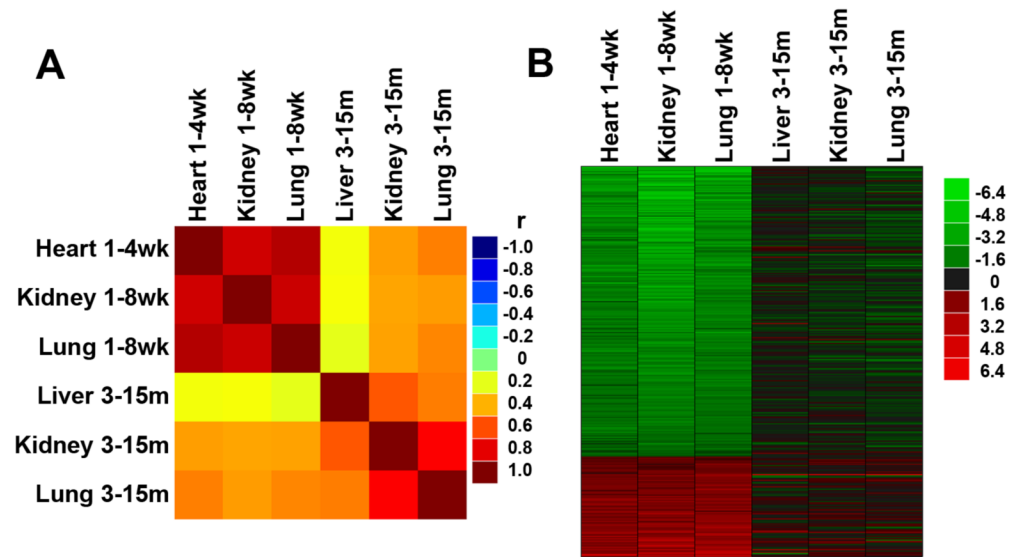 A
Heart 1-4wk
Kidney 1-8wk
Lung 1-8wk
Liver 3-15m
Kidney 3-15m
Lung 3-15m
Heart 1-4wk
Kidney 1-8wk
Lung 1-8wk
Liver 3-15m
Kidney 3-15m
Lung 3-15m
r
-1.0
-0.8
-0.6
-0.4
-0.2
0
0.2
0.4
0.6
0.8
1.0
B
Heart 1-4wk
Kidney 1-8wk
Lung 1-8wk
Liver 3-15m
Kidney 3-15m
Lung 3-15m
-6.4
-4.8
-3.2
-1.6
0
1.6
3.2
4.8
6.4